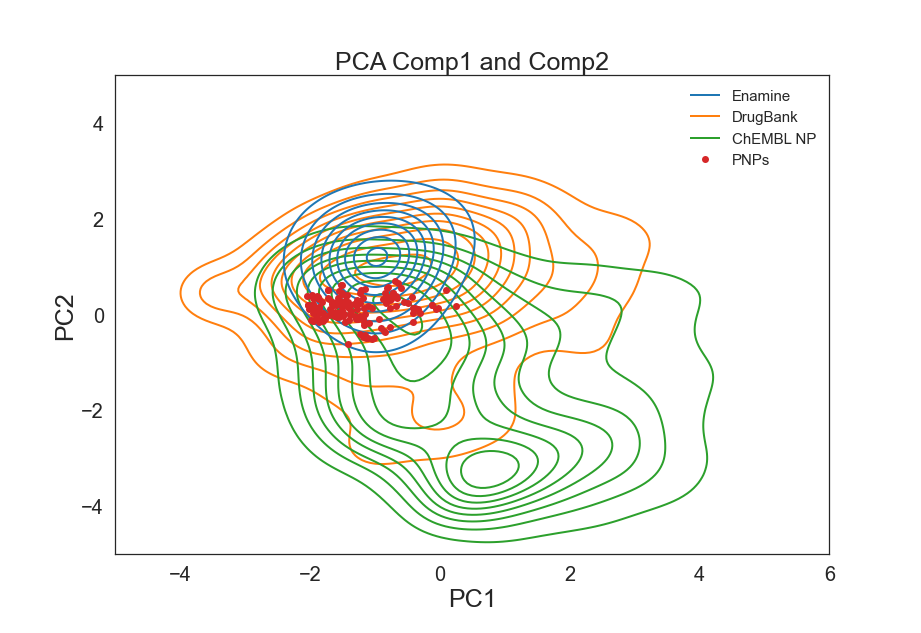 PCA Comp1 and Comp2
Enamine
DrugBank
ChEMBL NP
PNPs
4
2
0
−2
−4
PC2
−4 −2 0 2 4 6
PC1